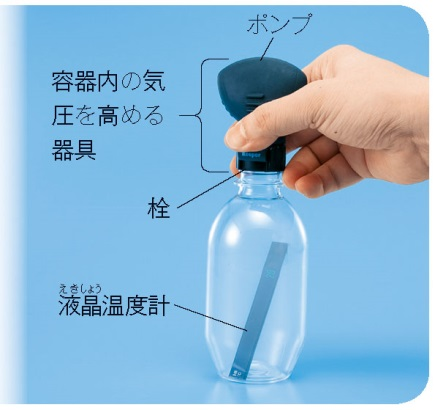 ポンプ
容器内の気
圧を高める
器具
栓
えきしょう
液晶温度計